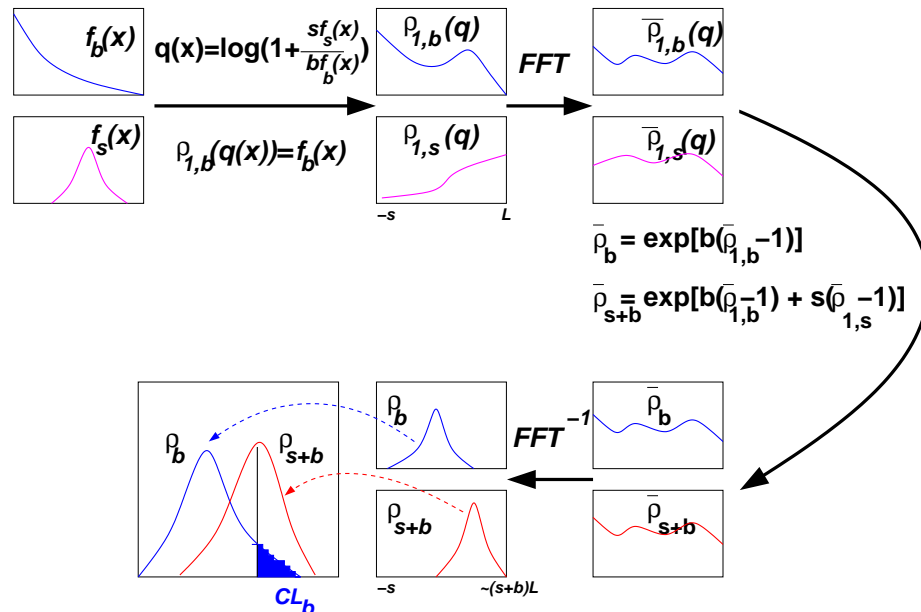 f_b(x)
q(x)=log(1+ sf_s(x)/bf_b(x))
ρ_1,b(q)
FFT
ρ̅_1,b(q)
f_s(x)
ρ_1,b(q(x))=f_b(x)
ρ_1,s(q)
ρ̅_1,s(q)
−s L
ρ̅_b = exp[b(ρ̅_1,b−1)]
ρ̅_s+b = exp[b(ρ̅_1,b−1) + s(ρ̅_1,s−1)]
ρ_b
ρ_s+b
ρ_b
FFT^−1
ρ̅_b
ρ_s+b
ρ̅_s+b
−s ~(s+b)L
CL_b